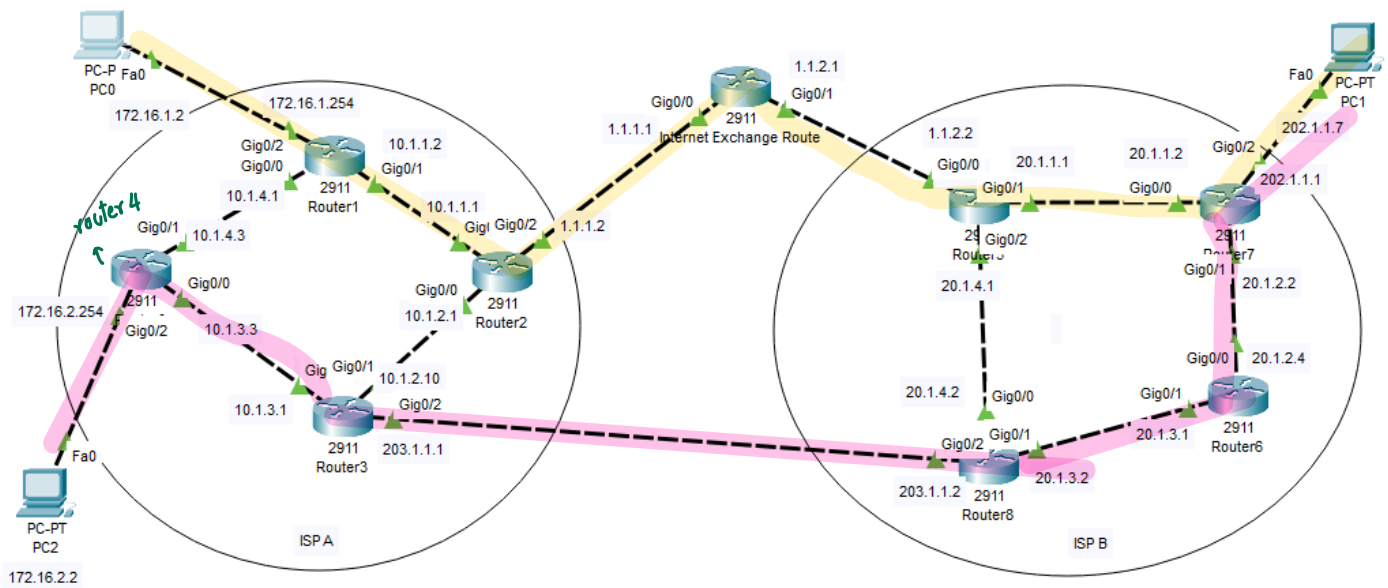 PC-P
PC0
Fa0
172.16.1.2
172.16.1.254
Gig0/2
Gig0/0
10.1.1.2
Gig0/1
2911
Router1
10.1.4.1
10.1.1.1
router 4
Gig0/1
10.1.4.3
2911
Gig0/0
172.16.2.254
Gig0/2
10.1.3.3
Gig0/2
1.1.1.2
Gig0/0
10.1.2.1
2911
Router2
Gig
Gig0/1
10.1.2.10
10.1.3.1
Gig0/2
2911
Router3
203.1.1.1
Fa0
PC-PT
PC2
172.16.2.2
ISP A
1.1.2.1
Gig0/0
Gig0/1
1.1.1.1
2911
Internet Exchange Route
1.1.2.2
Gig0/0
20.1.1.1
Gig0/1
Gig0/2
20.1.4.1
20.1.1.2
Gig0/0
Fa0
PC-PT
PC1
202.1.1.7
Gig0/2
202.1.1.1
2911
Router7
Gig0/1
20.1.2.2
Gig0/0
20.1.2.4
20.1.4.2
Gig0/0
Gig0/1
20.1.3.1
2911
Router6
Gig0/2
Gig0/1
203.1.1.2
2911
Router8
20.1.3.2
ISP B